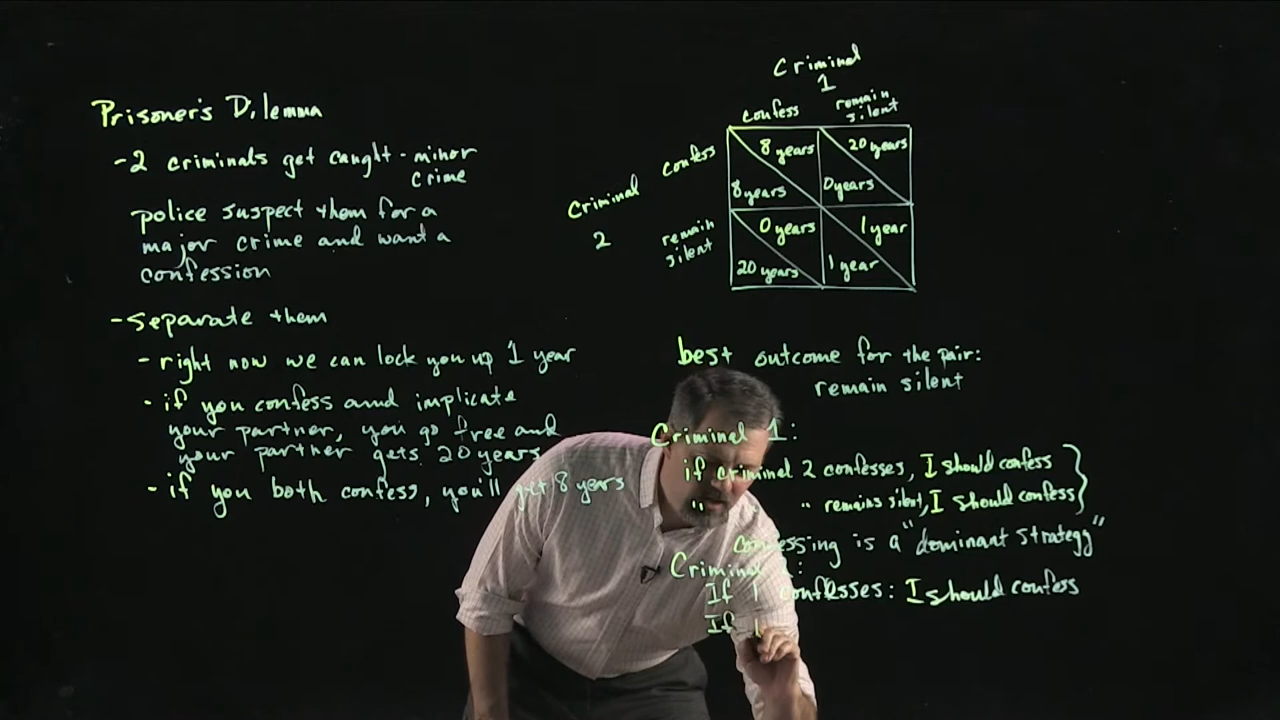 Prisoner's Dilemma
- 2 criminals get caught - minor
crime
police suspect them for a
major crime and want a
confession
- Separate them
- right now we can lock you up 1 year
- if you confess and implicate
your partner, you go free and
your partner gets 20 years
- if you both confess, you'll get 8 years
Criminal
1
confess remain
silent
Criminal
2
confess
remain
silent
8 years 20 years
8 years 0 years
0 years 1 year
20 years 1 year
best outcome for the pair:
remain silent
Criminal 1:
if criminal 2 confesses, I should confess
" " remains silent, I should confess
Confessing is a "dominant strategy"
Criminal
If 1 confesses: I should confess
If 1